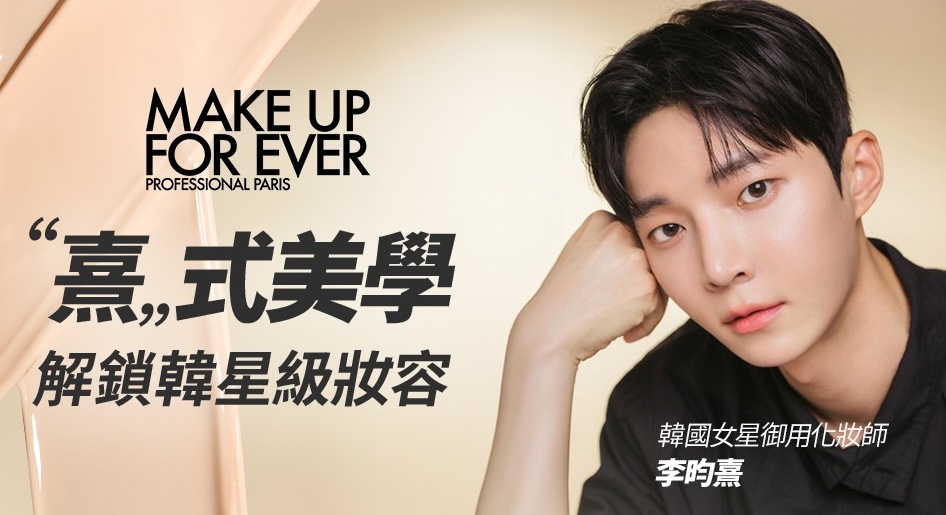 MAKE UP
FOR EVER
PROFESSIONAL PARIS
“熹„式美學
解鎖韓星級妝容
韓國女星御用化妝師
李昀熹